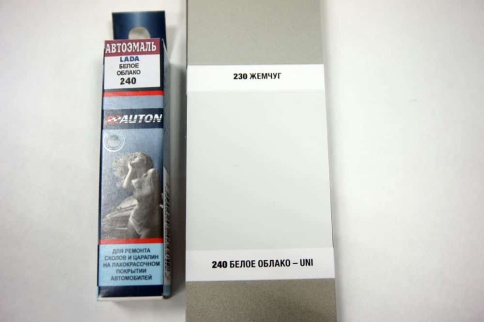 АВТОЭМАЛЬ
LADA
БЕЛОЕ
ОБЛАКО
240
AUTON
ДЛЯ РЕМОНТА
СКОЛОВ И ЦАРАПИН
НА ЛАКОКРАСОЧНОМ
ПОКРЫТИИ
АВТОМОБИЛЕЙ
230 ЖЕМЧУГ
240 БЕЛОЕ ОБЛАКО – UNI